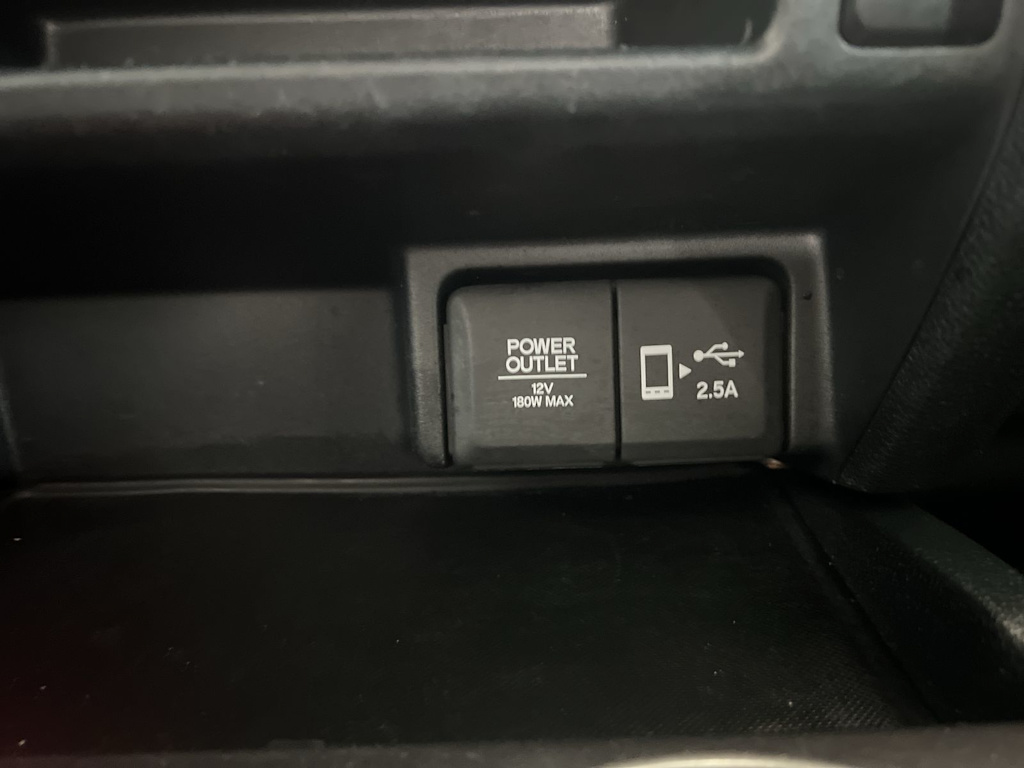 POWER
OUTLET
12V
180W MAX
2.5A